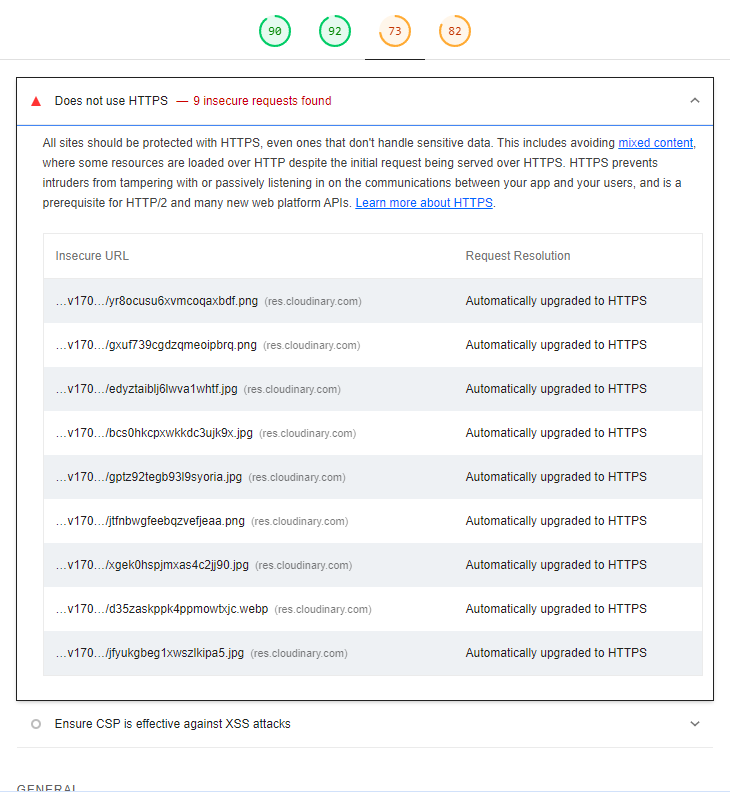 90 92 73 82
Does not use HTTPS — 9 insecure requests found
All sites should be protected with HTTPS, even ones that don't handle sensitive data. This includes avoiding mixed content,
where some resources are loaded over HTTP despite the initial request being served over HTTPS. HTTPS prevents
intruders from tampering with or passively listening in on the communications between your app and your users, and is a
prerequisite for HTTP/2 and many new web platform APIs. Learn more about HTTPS.
Insecure URL Request Resolution
…v170…/yr8ocusu6xvmcoqaxbdf.png (res.cloudinary.com) Automatically upgraded to HTTPS
…v170…/gxuf739cgdzqmeoipbrq.png (res.cloudinary.com) Automatically upgraded to HTTPS
…v170…/edyztaiblj6lwva1whtf.jpg (res.cloudinary.com) Automatically upgraded to HTTPS
…v170…/bcs0hkcpxwkkdc3ujk9x.jpg (res.cloudinary.com) Automatically upgraded to HTTPS
…v170…/gptz92tegb93l9syoria.jpg (res.cloudinary.com) Automatically upgraded to HTTPS
…v170…/jtfnbwgfeebqzvefjeaa.png (res.cloudinary.com) Automatically upgraded to HTTPS
…v170…/xgek0hspjmxas4c2jj90.jpg (res.cloudinary.com) Automatically upgraded to HTTPS
…v170…/d35zaskppk4ppmowtxjc.webp (res.cloudinary.com) Automatically upgraded to HTTPS
…v170…/jfyukgbeg1xwszlkipa5.jpg (res.cloudinary.com) Automatically upgraded to HTTPS
Ensure CSP is effective against XSS attacks
GENERAL